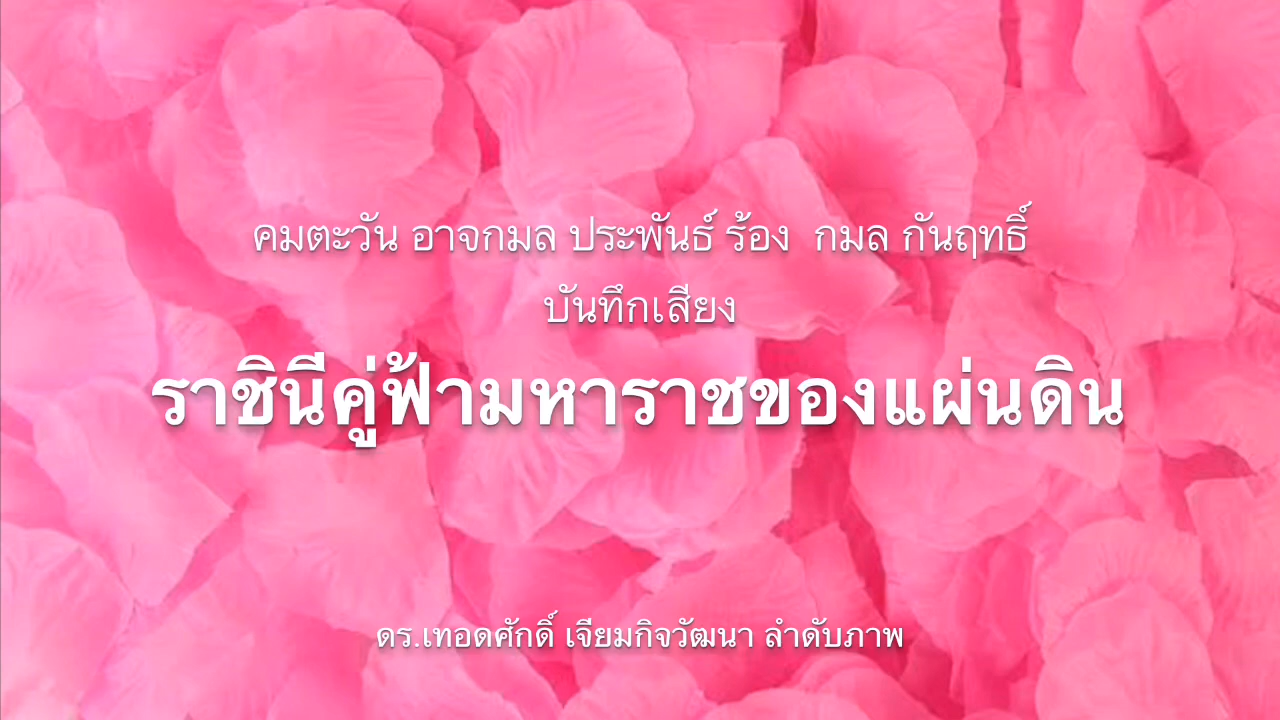 คมตะวัน อาจกมล ประพันธ์ ร้อง  กมล กันฤทธิ์
บันทึกเสียง
ราชินีคู่ฟ้ามหาราชของแผ่นดิน
ดร.เทอดศักดิ์ เจียมกิจวัฒนา ลำดับภาพ